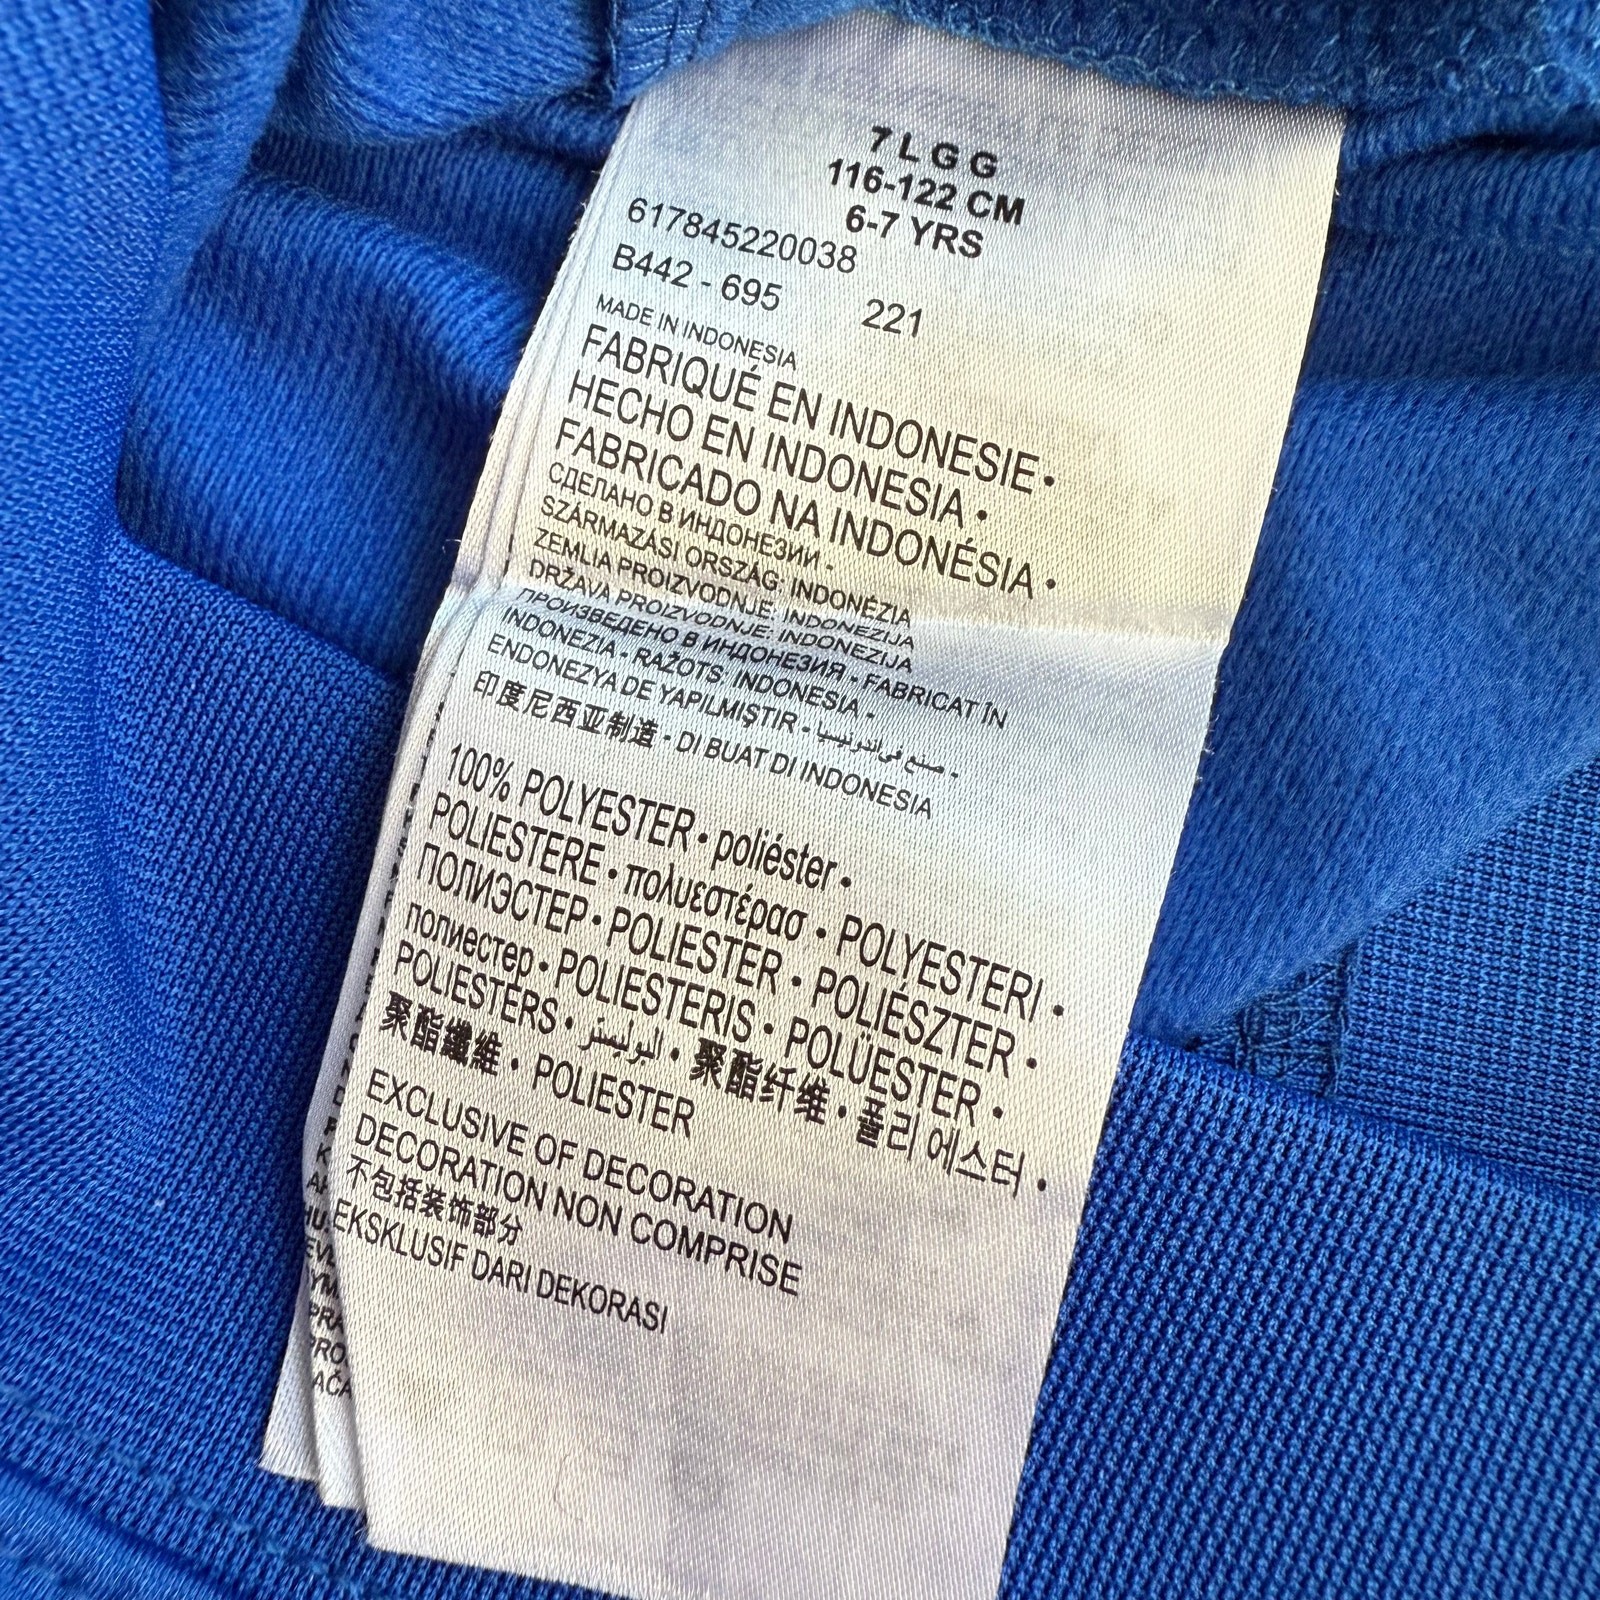 7 L G G
116-122 CM
6-7 YRS
617845220038
B442 - 695 221
MADE IN INDONESIA
FABRIQUÉ EN INDONESIE •
HECHO EN INDONESIA •
FABRICADO NA INDONÉSIA •
СДЕЛАНО В ИНДОНЕЗИИ -
SZÁRMAZÁSI ORSZÁG: INDONÉZIA
ZEMLIA PROIZVODNJE: INDONEZIJA
DRŽAVA PROIZVODNJE: INDONEZIJA
ПРОИЗВЕДЕНО В ИНДОНЕЗИЯ - FABRICAT ÎN
INDONEZIA - RAŽOTS: INDONESIA -
ENDONEZYA DE YAPILMIŞTIR - صنع في اندونيسيا -
印度尼西亚制造 - DI BUAT DI INDONESIA
100% POLYESTER • poliéster •
POLIESTERE • πολυεστέρασ • POLYESTERI •
ПОЛИЭСТЕР • POLIESTER • POLIÉSZTER •
полиестер • POLIESTERIS • POLÜESTER •
POLIESTERS • البوليستر • 聚酯纤维 • 폴리 에스터 •
聚酯纖維 • POLIESTER
EXCLUSIVE OF DECORATION
DECORATION NON COMPRISE
不包括装饰部分
EKSKLUSIF DARI DEKORASI